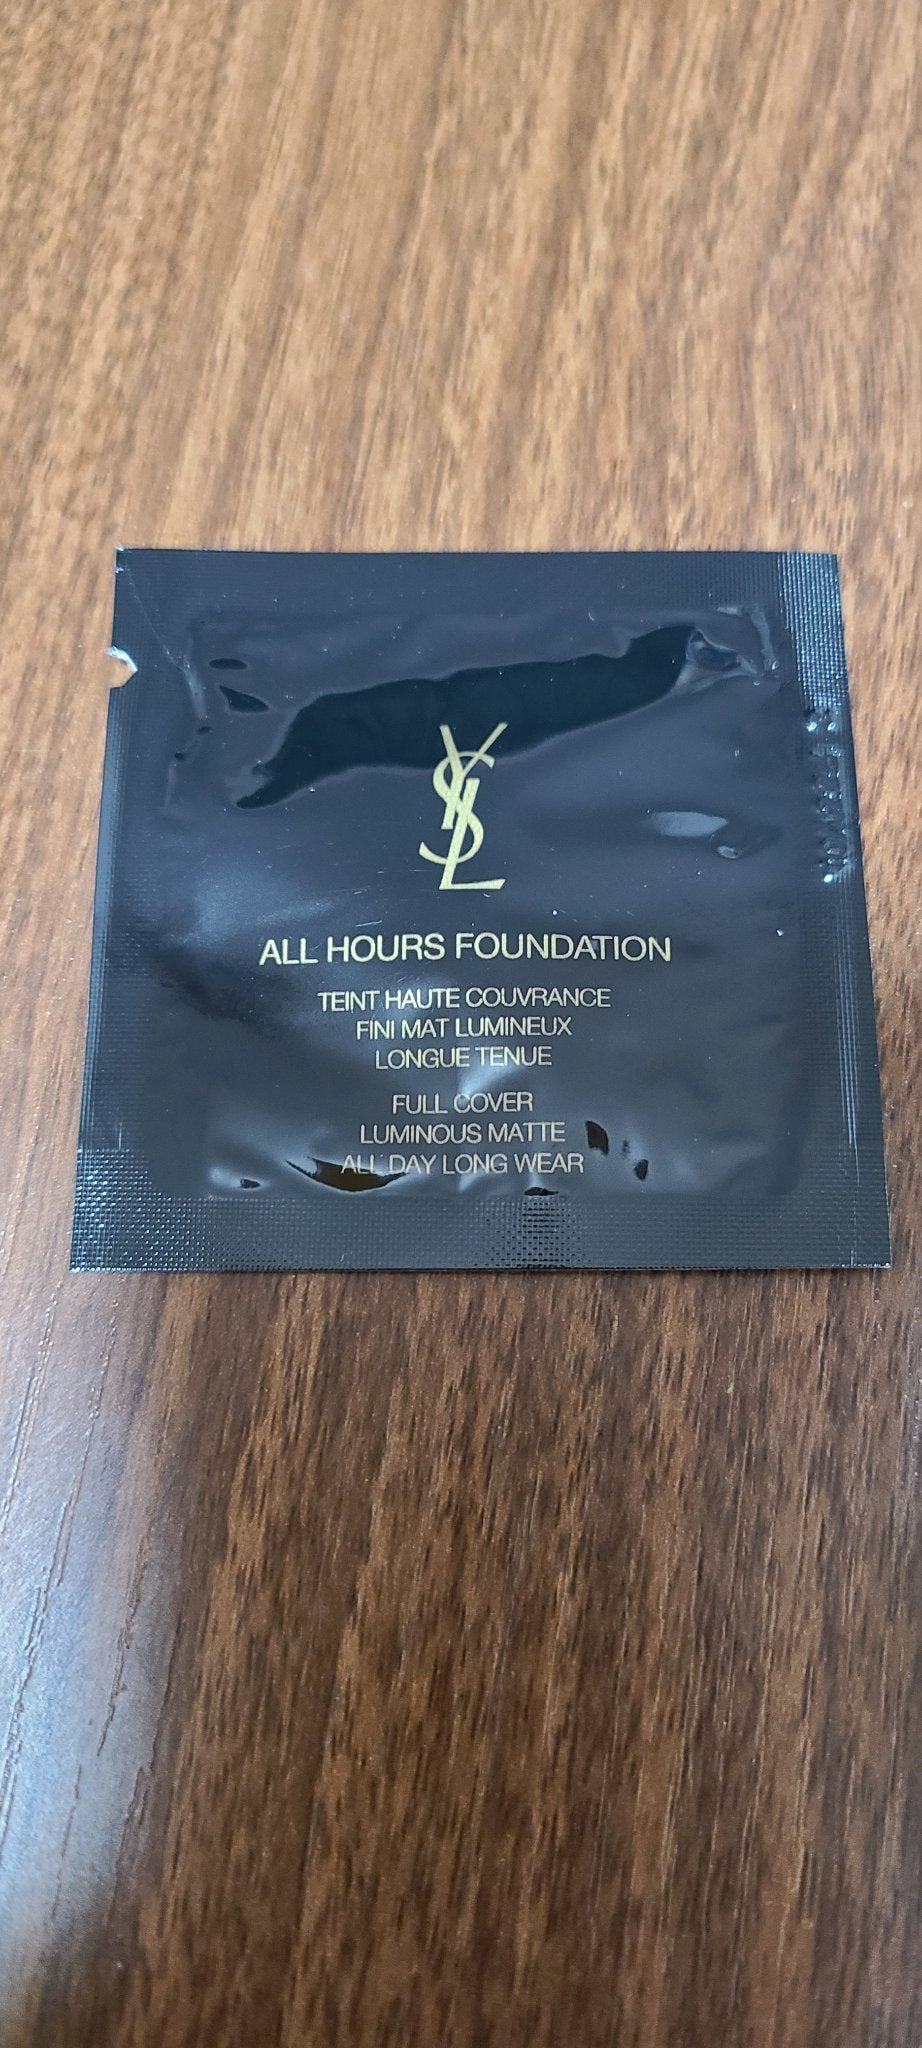 YSL
ALL HOURS FOUNDATION
TEINT HAUTE COUVRANCE
FINI MAT LUMINEUX
LONGUE TENUE
FULL COVER
LUMINOUS MATTE
ALL DAY LONG WEAR